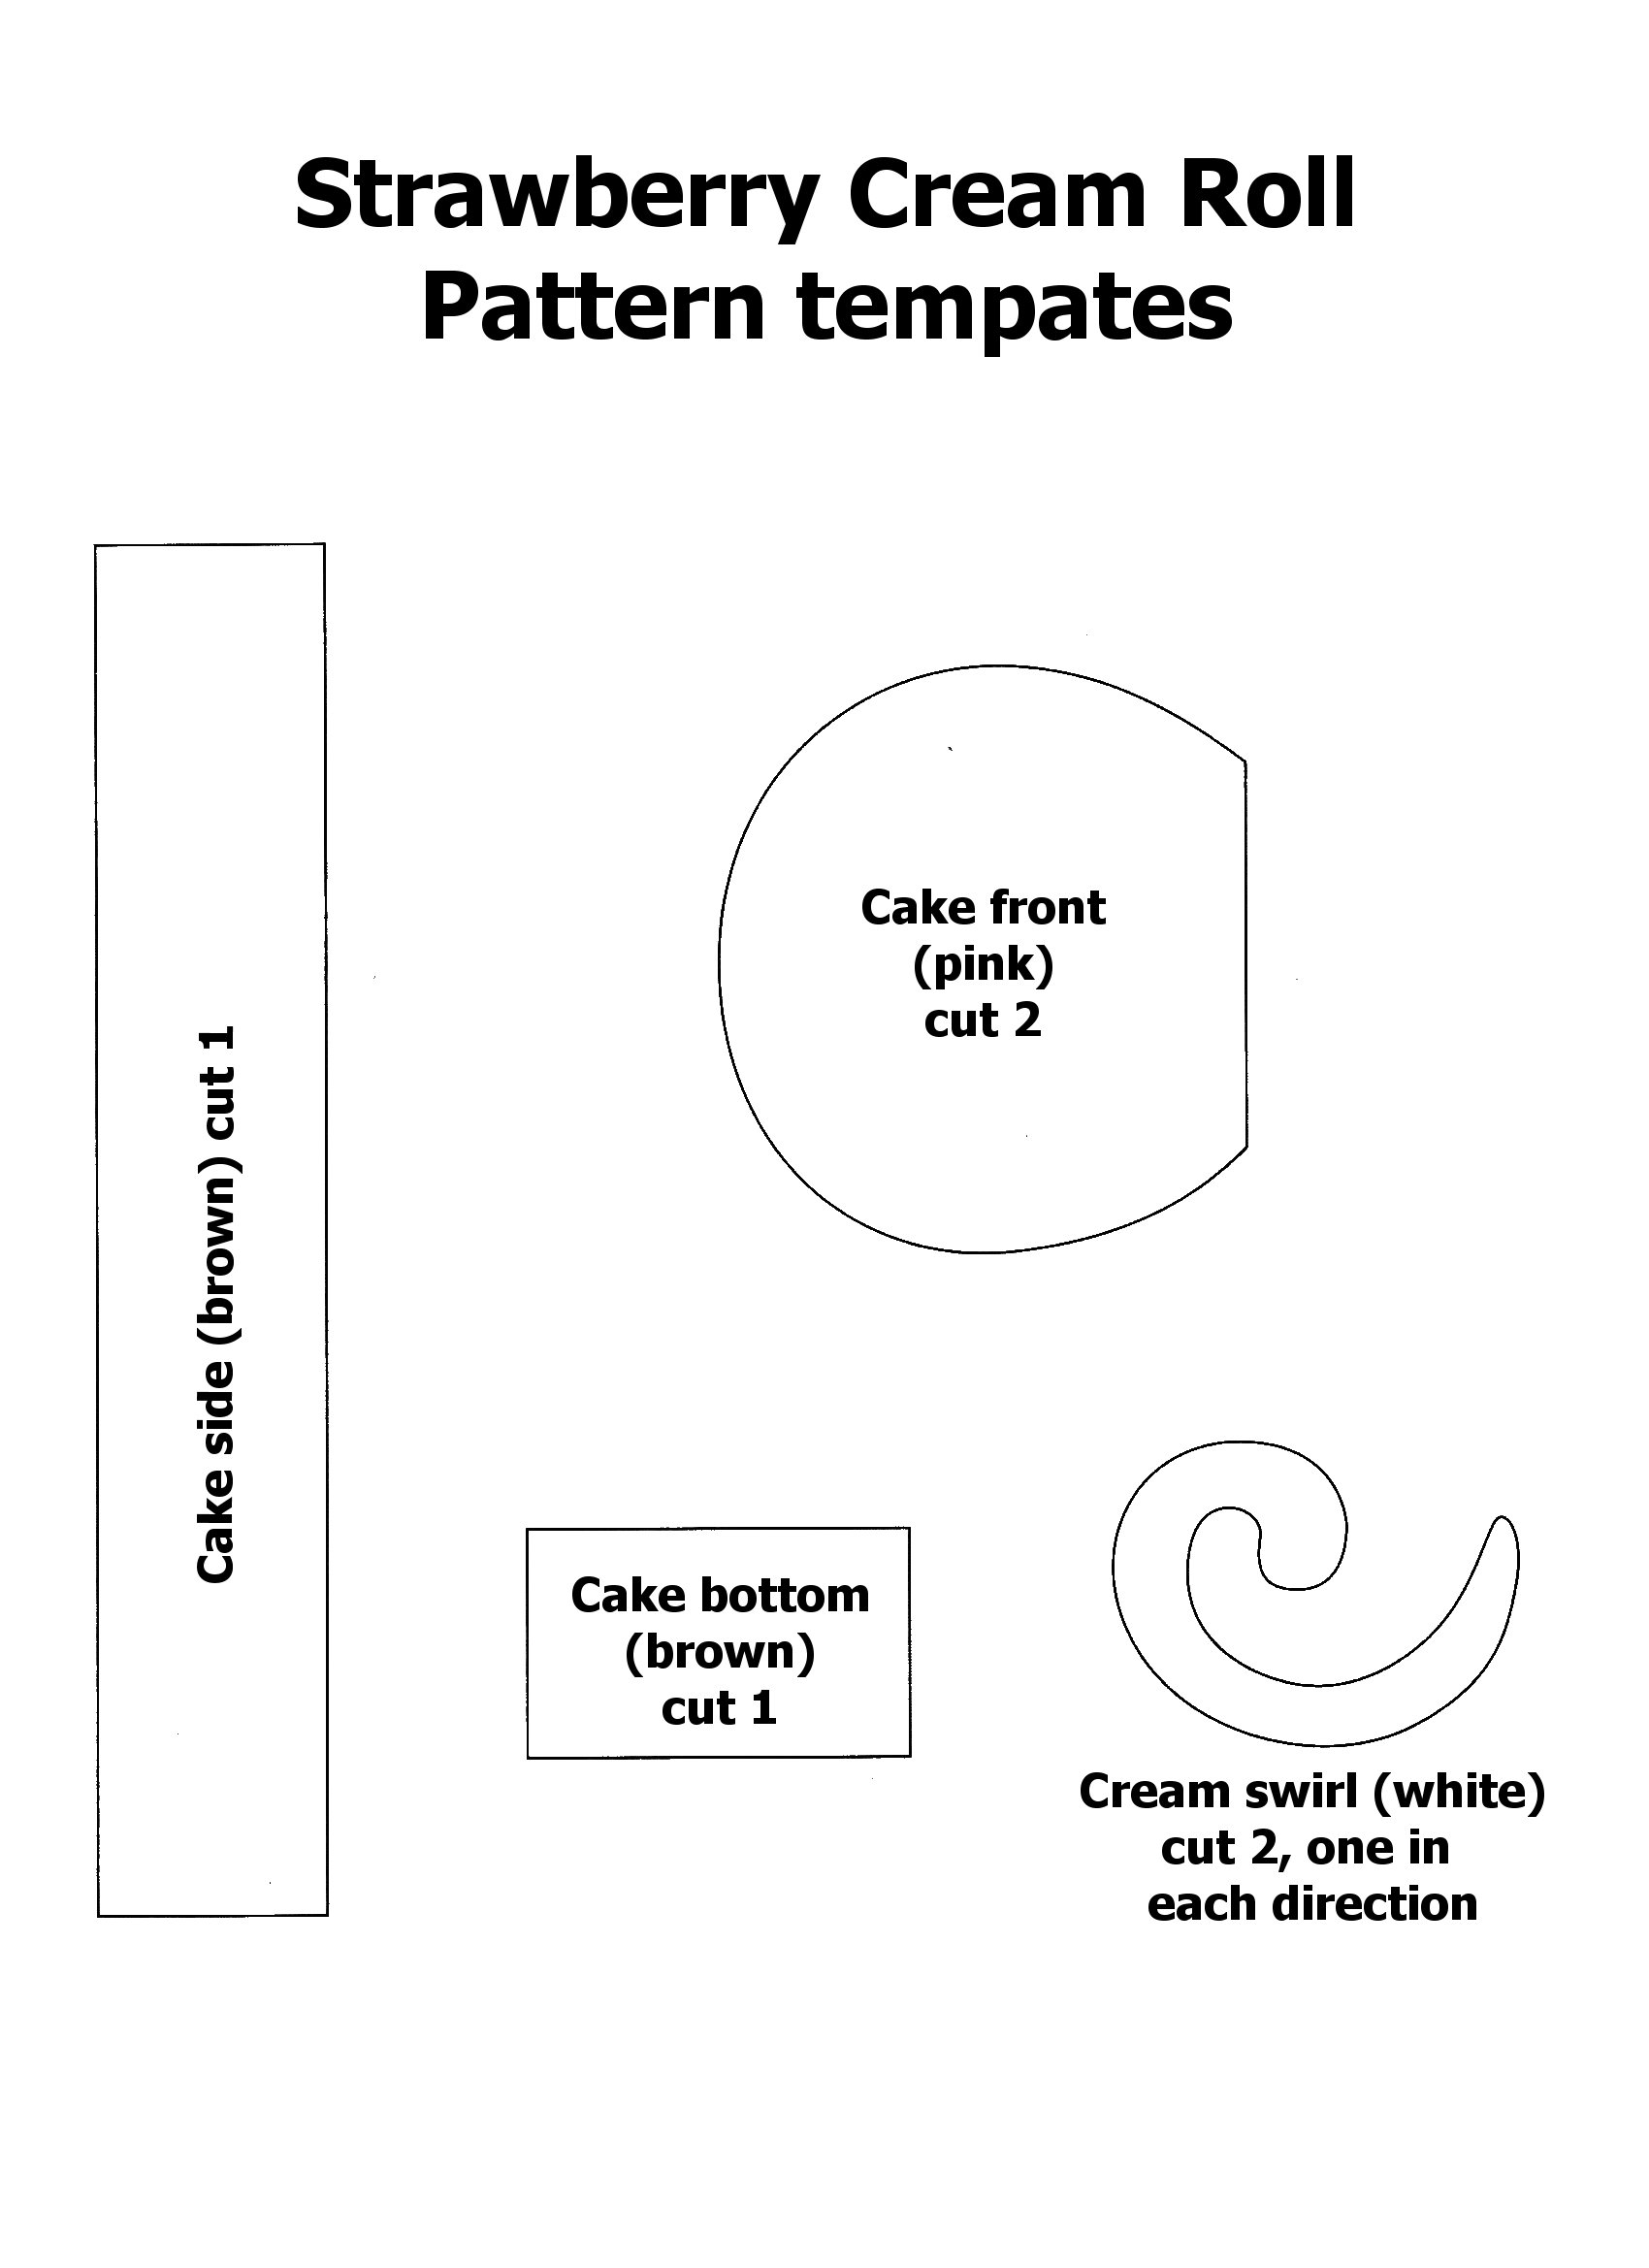 Strawberry Cream Roll
Pattern tempates
Cake side (brown) cut 1
Cake front
(pink)
cut 2
Cake bottom
(brown)
cut 1
Cream swirl (white)
cut 2, one in
each direction